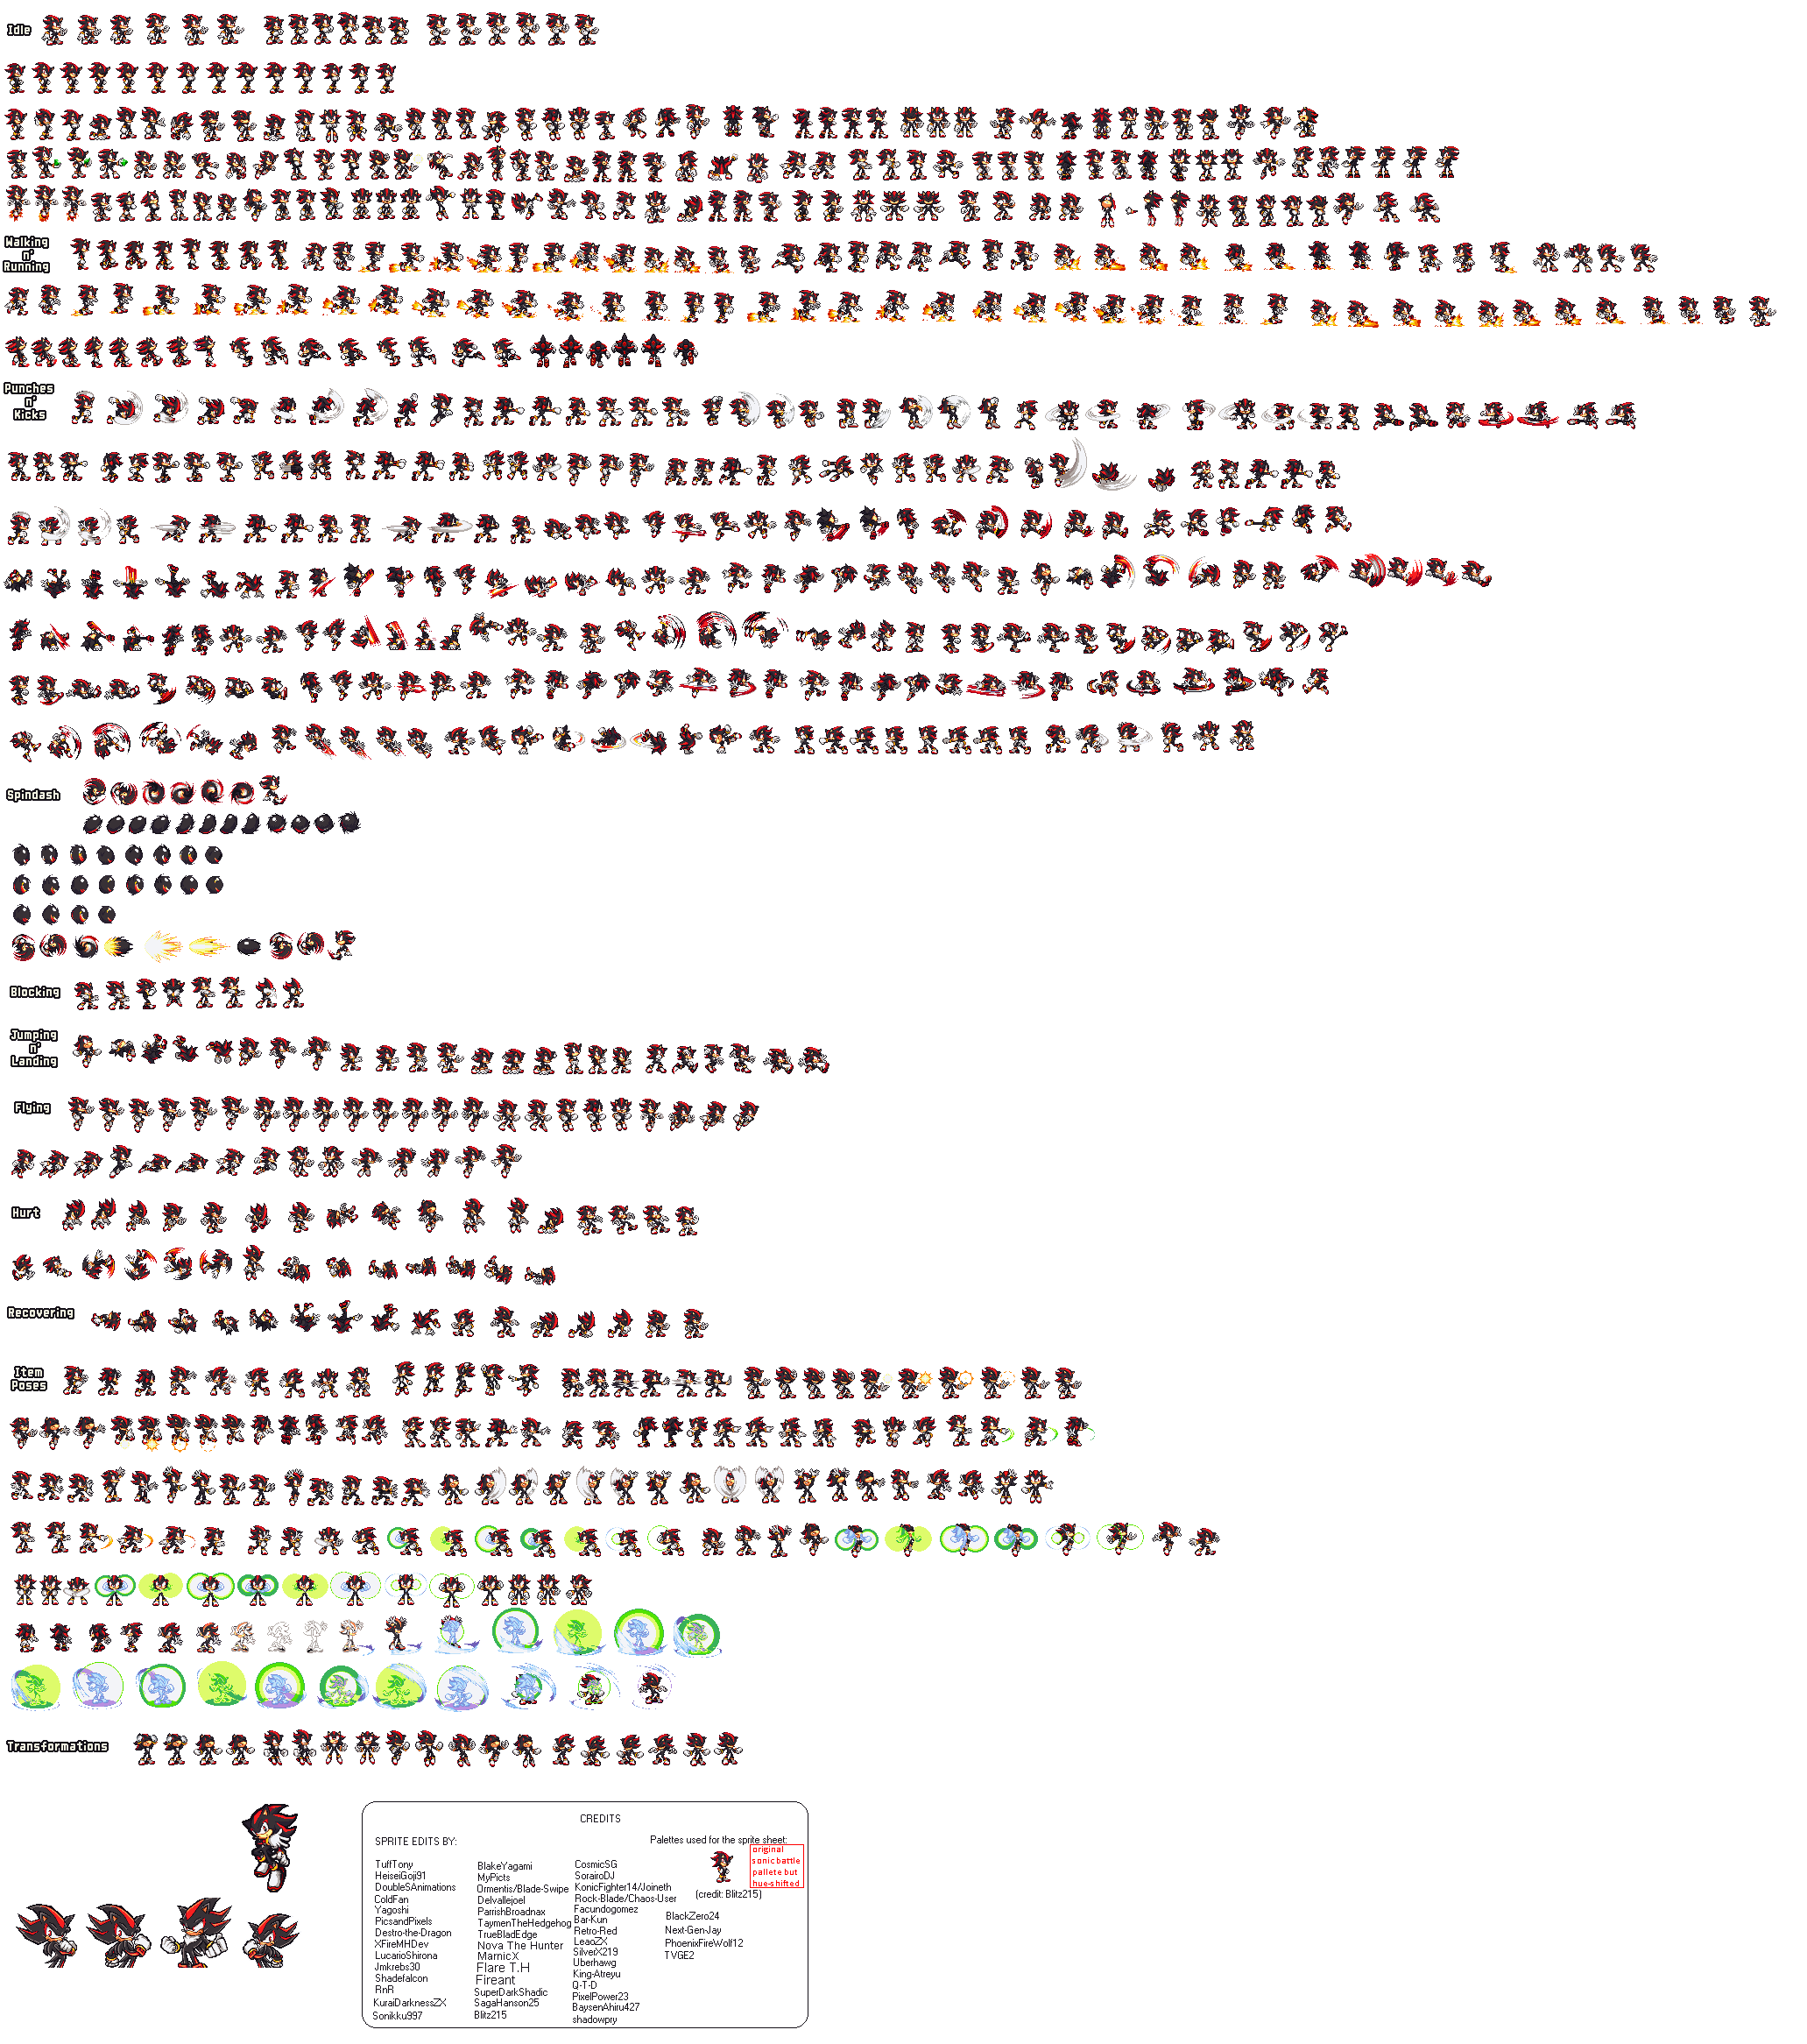 Idle
Walking
n'
Running
Punches
n'
Kicks
Spindash
Blocking
Jumping
n'
Landing
Flying
Hurt
Recovering
Item
Poses
Transformations
CREDITS
SPRITE EDITS BY:
TuffTony
HeiseiGoji91
DoubleSAnimations
ColdFan
Yagoshi
PicsandPixels
Destro-the-Dragon
XFireMHDev
LucarioShirona
Jmkrebs30
Shadefalcon
RnR
KuraiDarknessZX
Sonikku997
BlakeYagami
MyPicts
Ormentis/Blade-Swipe
Delvallejoel
ParrishBroadnax
TaymenTheHedgehog
TrueBladEdge
Nova The Hunter
MarnicX
Flare T.H
Fireant
SuperDarkShadic
SagaHanson25
Blitz215
CosmicSG
SorairoDJ
KonicFighter14/Joineth
Rock-Blade/Chaos-User
Facundogomez
Bar-Kun
Retro-Red
LeaoZX
SilverX219
Uberhawg
King-Atreyu
Q-T-D
PixelPower23
BaysenAhiru427
shadowpry
Palettes used for the sprite sheet:
original
sonic battle
pallete but
hue-shifted
(credit: Blitz215)
BlackZero24
Next-Gen-Jay
PhoenixFireWolf12
TVGE2